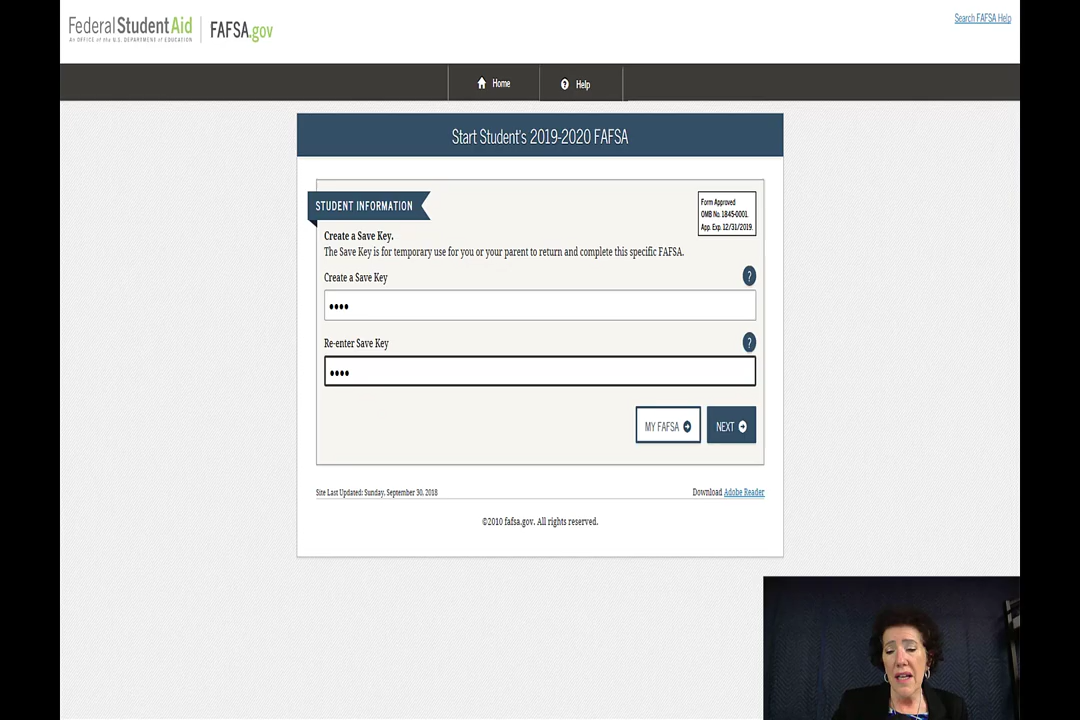 FederalStudentAid
An OFFICE of the U.S. DEPARTMENT of EDUCATION
FAFSA.gov
Search FAFSA Help
Home
Help
Start Student's 2019-2020 FAFSA
STUDENT INFORMATION
Form Approved
OMB No. 1845-0001.
App. Exp. 12/31/2019.
Create a Save Key.
The Save Key is for temporary use for you or your parent to return and complete this specific FAFSA.
Create a Save Key
?
••••
Re-enter Save Key
?
••••
MY FAFSA
NEXT
Site Last Updated: Sunday, September 30, 2018
Download Adobe Reader
©2010 fafsa.gov. All rights reserved.